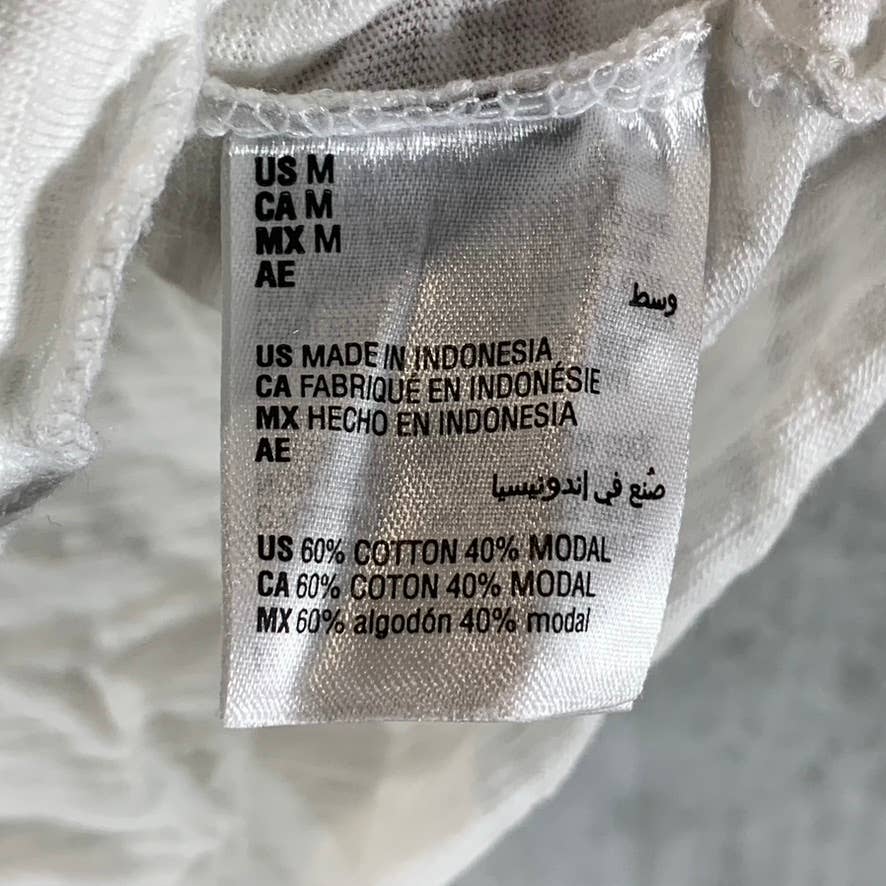 US M
CA M
MX M
AE
وسط
US MADE IN INDONESIA
CA FABRIQUÉ EN INDONÉSIE
MX HECHO EN INDONESIA
AE
صُنع في إندونيسيا
US 60% COTTON 40% MODAL
CA 60% COTON 40% MODAL
MX 60% algodón 40% modal